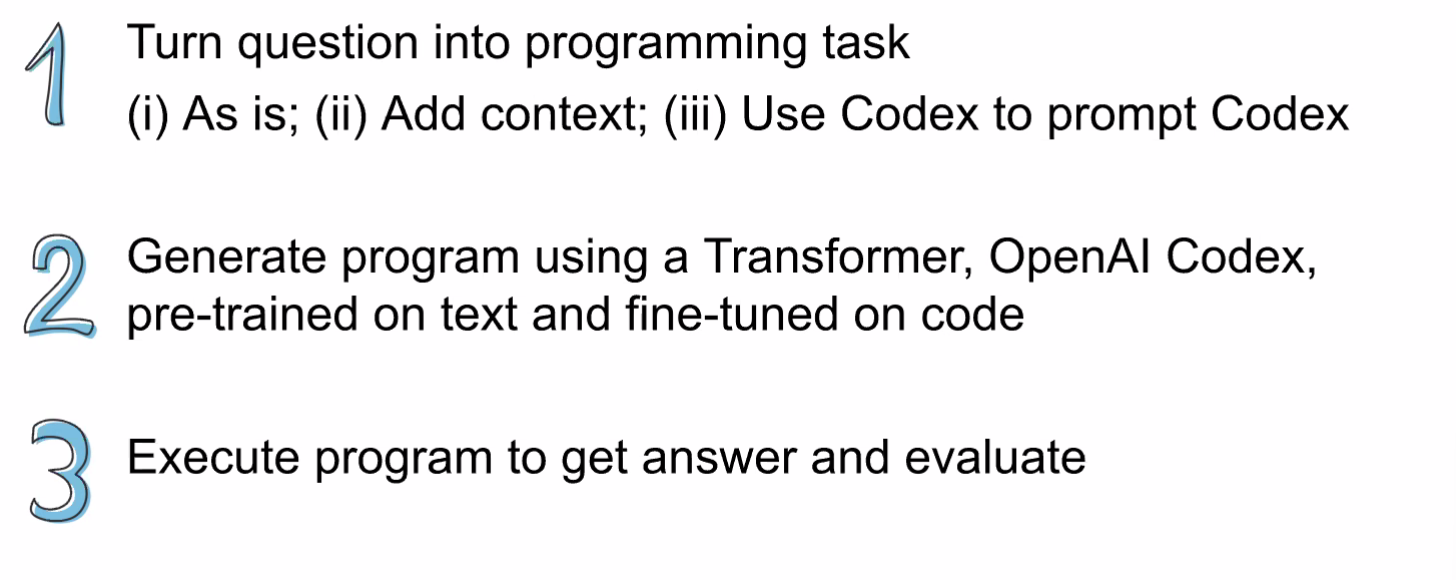 1 Turn question into programming task
(i) As is; (ii) Add context; (iii) Use Codex to prompt Codex
2 Generate program using a Transformer, OpenAI Codex,
pre-trained on text and fine-tuned on code
3 Execute program to get answer and evaluate